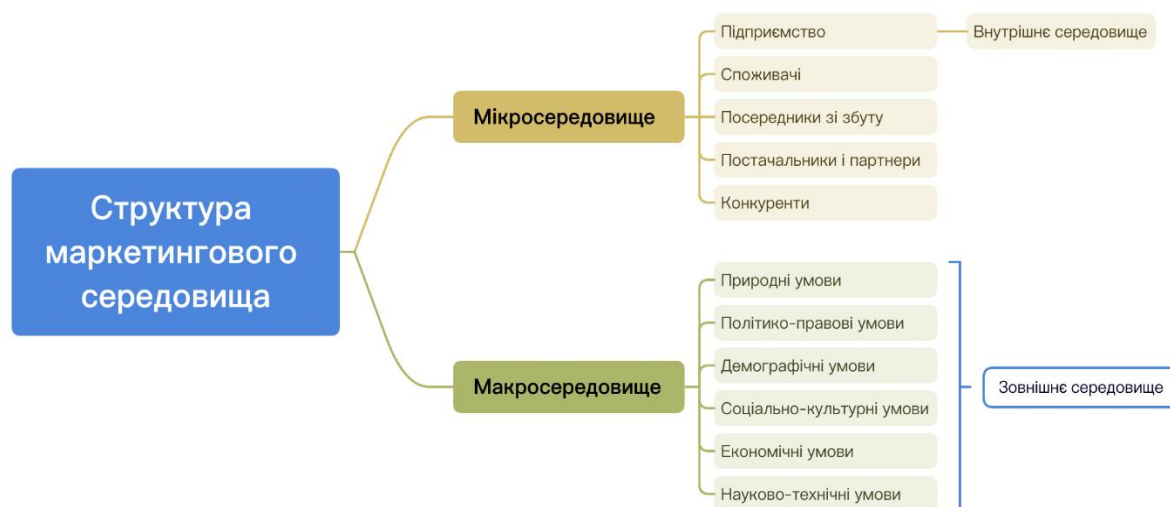 Структура
маркетингового
середовища
Мікросередовище
Підприємство
Внутрішнє середовище
Споживачі
Посередники зі збуту
Постачальники і партнери
Конкуренти
Макросередовище
Природні умови
Політико-правові умови
Демографічні умови
Соціально-культурні умови
Економічні умови
Науково-технічні умови
Зовнішнє середовище